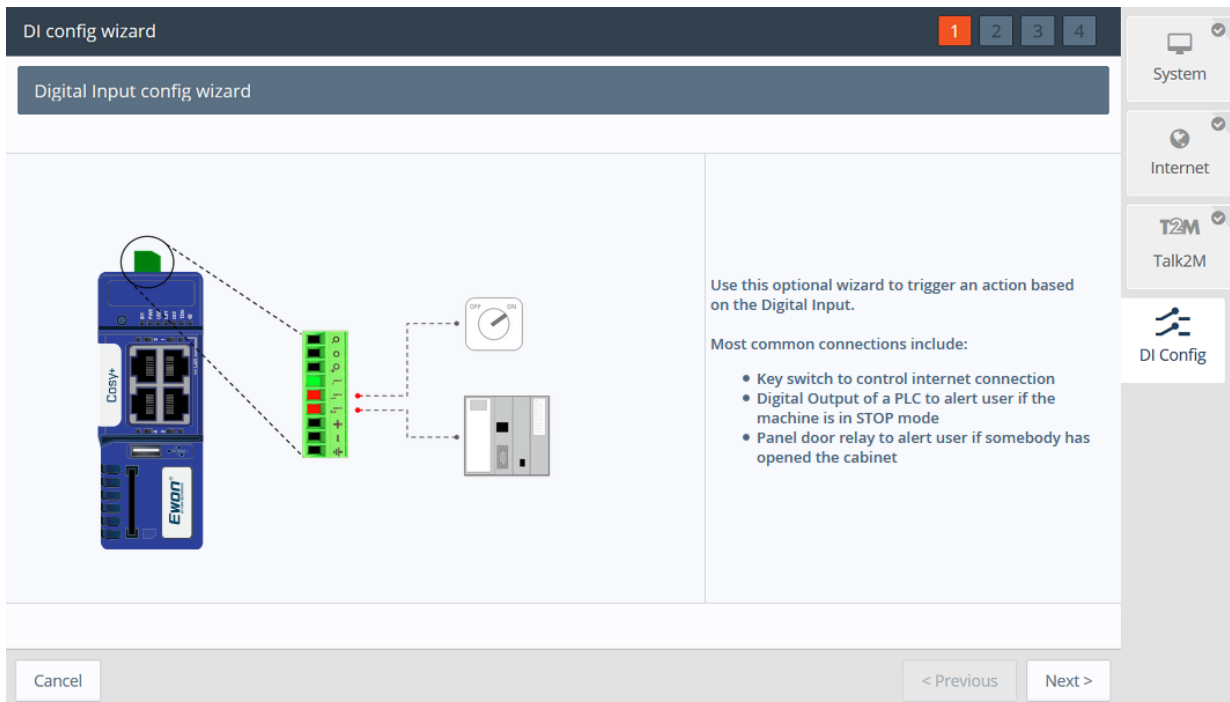 DI config wizard
1 2 3 4
Digital Input config wizard
OFF ON
Cosy+
Ewon
Use this optional wizard to trigger an action based
on the Digital Input.
Most common connections include:
Key switch to control internet connection
Digital Output of a PLC to alert user if the
machine is in STOP mode
Panel door relay to alert user if somebody has
opened the cabinet
Cancel
< Previous
Next >
System
Internet
T2M
Talk2M
DI Config